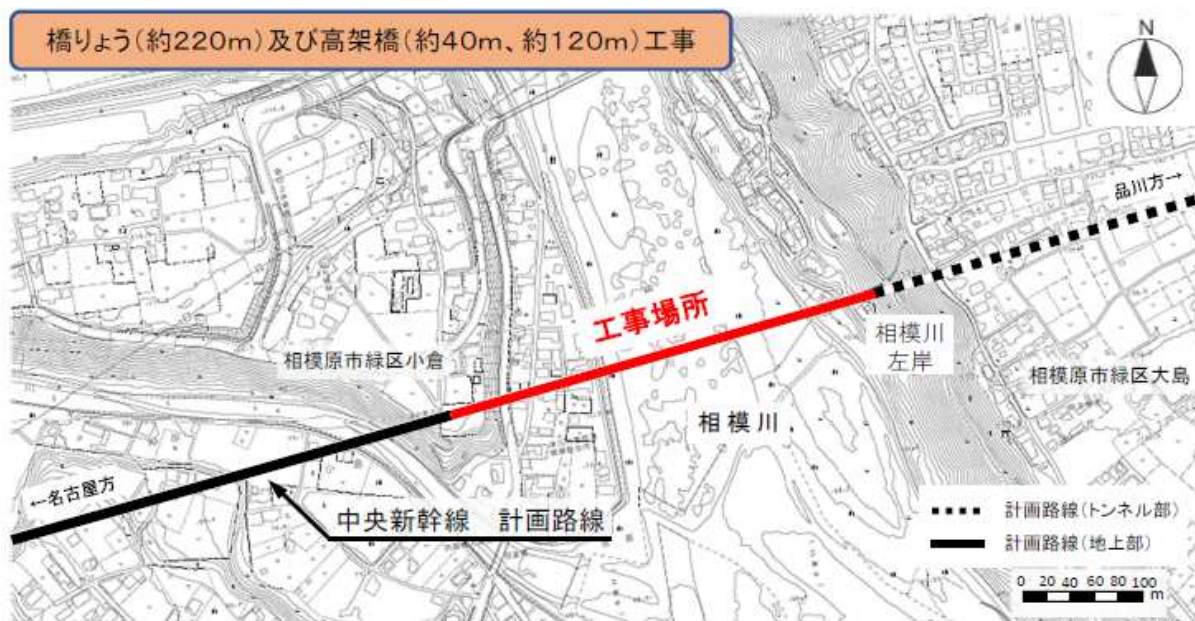 橋りょう(約220m)及び高架橋(約40m、約120m)工事
N
品川方→
工事場所
相模川
左岸
相模原市緑区小倉
相模原市緑区大島
相模川
←名古屋方
中央新幹線　計画路線
計画路線(トンネル部)
計画路線(地上部)
0 20 40 60 80 100
m